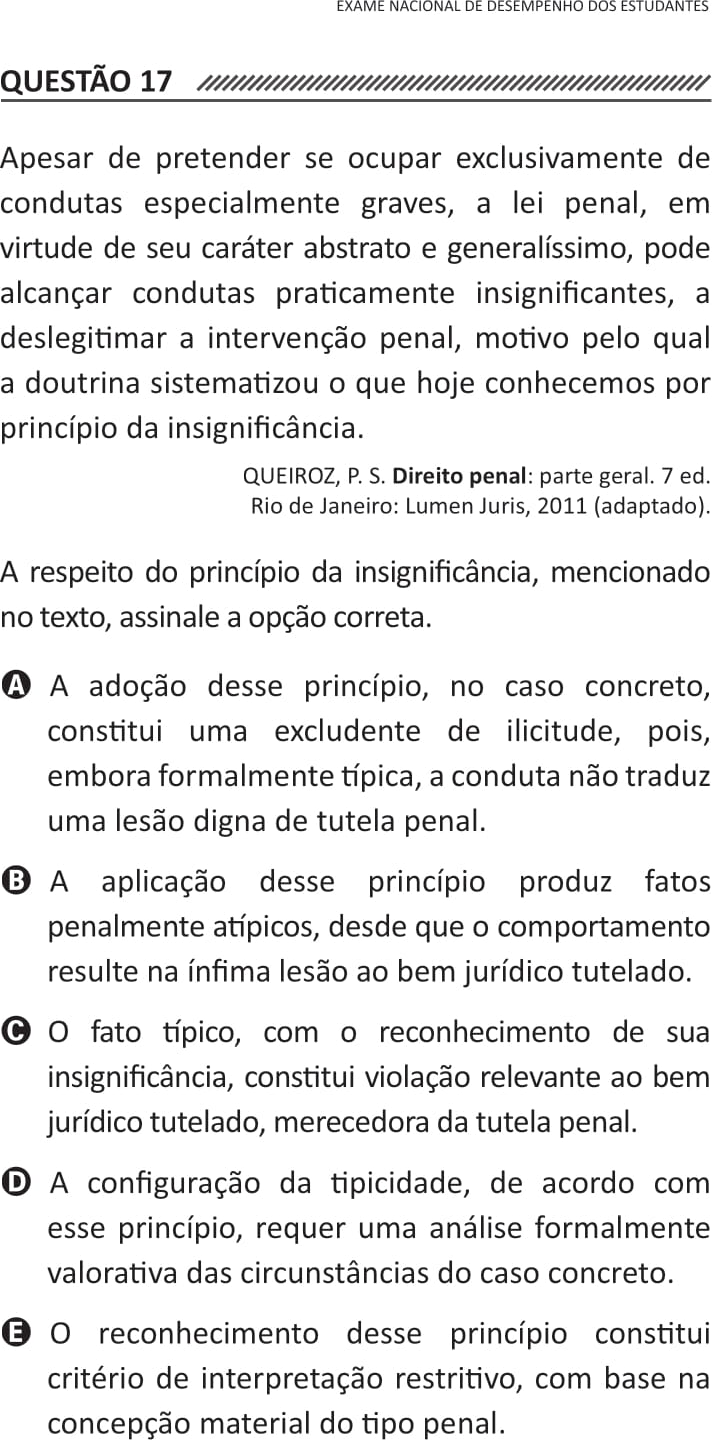 EXAME NACIONAL DE DESEMPENHO DOS ESTUDANTES
QUESTÃO 17
Apesar de pretender se ocupar exclusivamente de
condutas especialmente graves, a lei penal, em
virtude de seu caráter abstrato e generalíssimo, pode
alcançar condutas praticamente insignificantes, a
deslegitimar a intervenção penal, motivo pelo qual
a doutrina sistematizou o que hoje conhecemos por
princípio da insignificância.
QUEIROZ, P. S. Direito penal: parte geral. 7 ed.
Rio de Janeiro: Lumen Juris, 2011 (adaptado).
A respeito do princípio da insignificância, mencionado
no texto, assinale a opção correta.
A A adoção desse princípio, no caso concreto,
constitui uma excludente de ilicitude, pois,
embora formalmente típica, a conduta não traduz
uma lesão digna de tutela penal.
B A aplicação desse princípio produz fatos
penalmente atípicos, desde que o comportamento
resulte na ínfima lesão ao bem jurídico tutelado.
C O fato típico, com o reconhecimento de sua
insignificância, constitui violação relevante ao bem
jurídico tutelado, merecedora da tutela penal.
D A configuração da tipicidade, de acordo com
esse princípio, requer uma análise formalmente
valorativa das circunstâncias do caso concreto.
E O reconhecimento desse princípio constitui
critério de interpretação restritivo, com base na
concepção material do tipo penal.